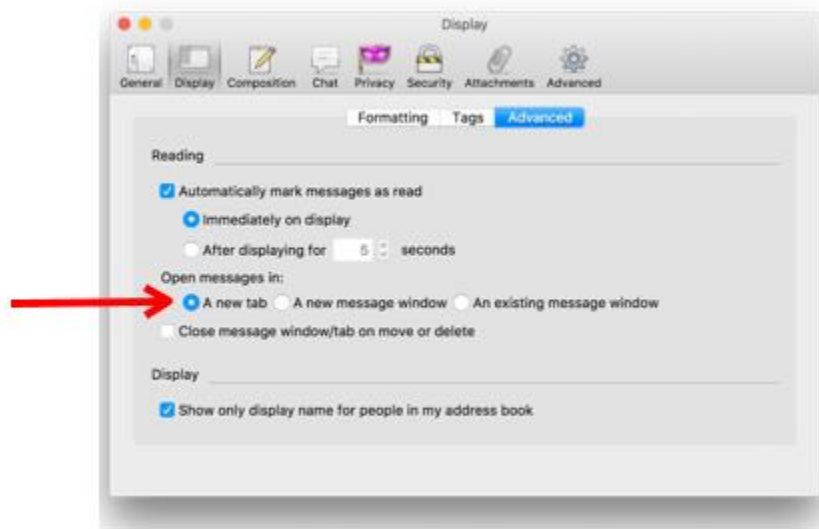 Display
General Display Composition Chat Privacy Security Attachments Advanced
Formatting Tags Advanced
Reading
Automatically mark messages as read
Immediately on display
After displaying for 5 seconds
Open messages in:
A new tab A new message window An existing message window
Close message window/tab on move or delete
Display
Show only display name for people in my address book